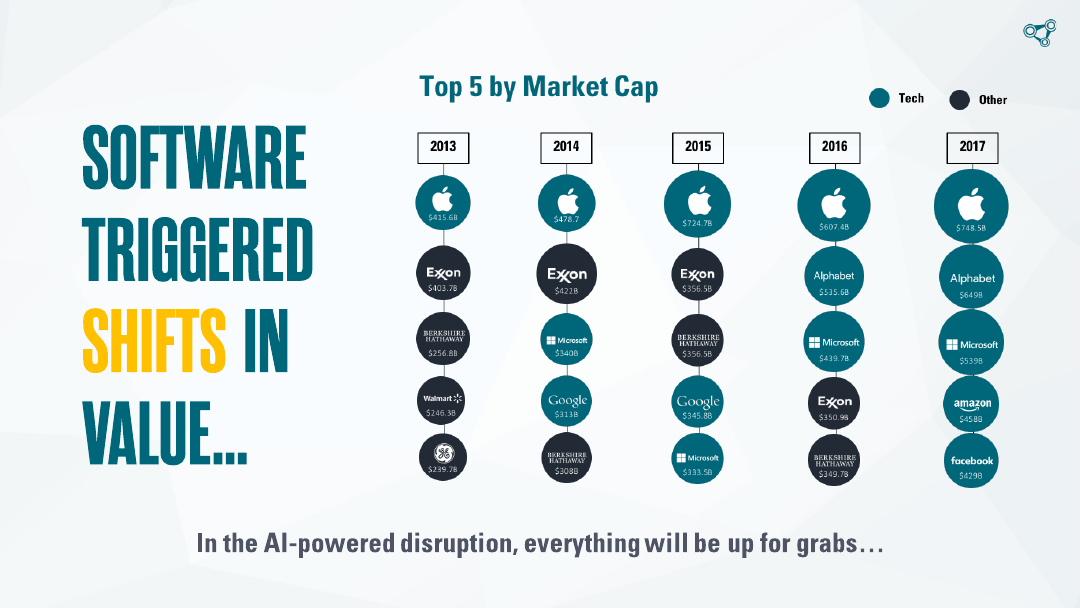 Top 5 by Market Cap
Tech
Other
SOFTWARE
TRIGGERED
SHIFTS IN
VALUE...
2013
$415.6B
Exxon
$403.7B
BERKSHIRE
HATHAWAY
$256.8B
Walmart
$246.3B
GE
$239.7B
2014
$478.7
Exxon
$422B
Microsoft
$340B
Google
$313B
BERKSHIRE
HATHAWAY
$308B
2015
$724.7B
Exxon
$356.5B
BERKSHIRE
HATHAWAY
$356.5B
Google
$345.8B
Microsoft
$333.5B
2016
$607.4B
Alphabet
$535.6B
Microsoft
$439.7B
Exxon
$350.9B
BERKSHIRE
HATHAWAY
$349.7B
2017
$748.5B
Alphabet
$649B
Microsoft
$539B
amazon
$458B
facebook
$429B
In the AI-powered disruption, everything will be up for grabs...